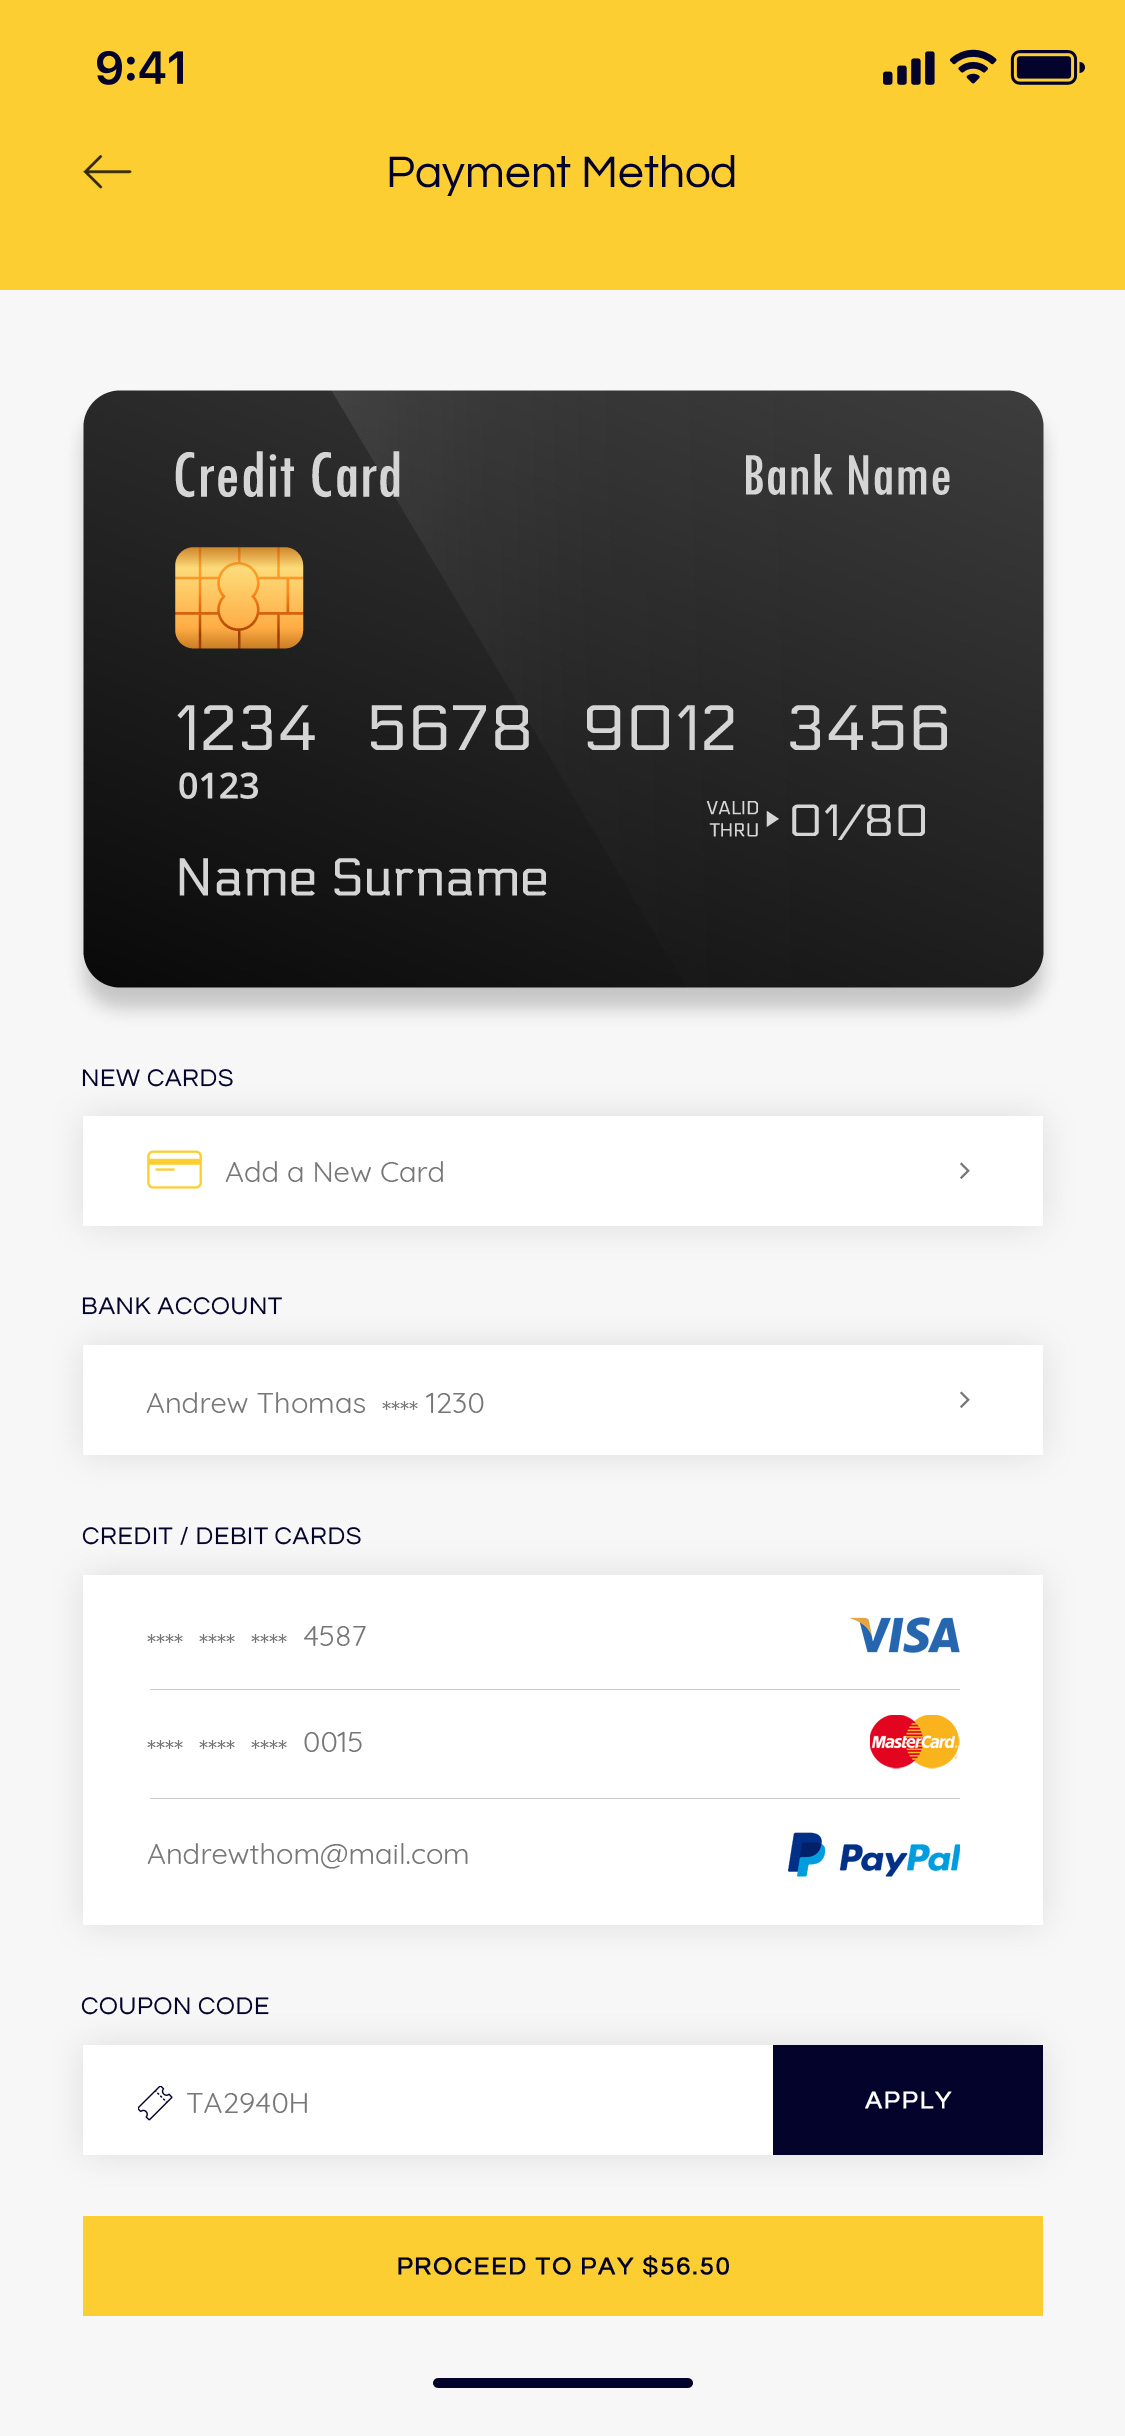 9:41
Payment Method
Credit Card Bank Name
1234 5678 9012 3456
0123
VALID THRU 01/80
Name Surname
NEW CARDS
Add a New Card
BANK ACCOUNT
Andrew Thomas **** 1230
CREDIT / DEBIT CARDS
**** **** **** 4587 VISA
**** **** **** 0015 MasterCard
Andrewthom@mail.com PayPal
COUPON CODE
TA2940H APPLY
PROCEED TO PAY $56.50